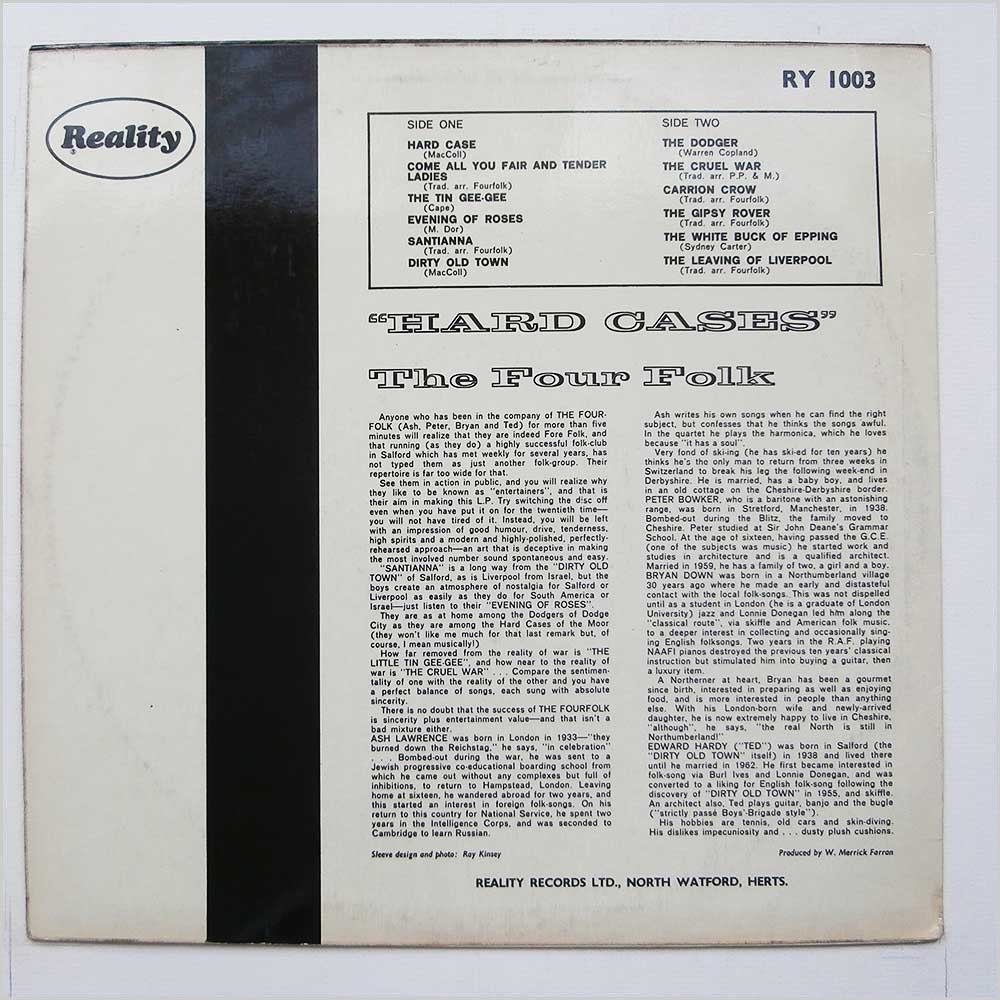 RY 1003
Reality
SIDE ONE
HARD CASE
(MacColl)
COME ALL YOU FAIR AND TENDER
LADIES
(Trad. arr. Fourfolk)
THE TIN GEE-GEE
(Cape)
EVENING OF ROSES
(M. Dor)
SANTIANNA
(Trad. arr. Fourfolk)
DIRTY OLD TOWN
(MacColl)
SIDE TWO
THE DODGER
(Warren Copland)
THE CRUEL WAR
(Trad. arr. P.P. & M.)
CARRION CROW
(Trad. arr. Fourfolk)
THE GIPSY ROVER
(Trad. arr. Fourfolk)
THE WHITE BUCK OF EPPING
(Sydney Carter)
THE LEAVING OF LIVERPOOL
(Trad. arr. Fourfolk)
"HARD CASES"
The Four Folk
Anyone who has been in the company of THE FOUR-
FOLK (Ash, Peter, Bryan and Ted) for more than five
minutes will realize that they are indeed Fore Folk, and
that running (as they do) a highly successful folk-club
in Salford which has met weekly for several years, has
not typed them as just another folk-group. Their
repertoire is far too wide for that.
See them in action in public, and you will realize why
they like to be known as "entertainers", and that is
their aim in making this L.P. Try switching the disc off
even when you have put it on for the twentieth time—
you will not have tired of it. Instead, you will be left
with an impression of good humour, drive, tenderness,
high spirits and a modern and highly-polished, perfectly-
rehearsed approach—an art that is deceptive in making
the most involved number sound spontaneous and easy.
"SANTIANNA" is a long way from the "DIRTY OLD
TOWN" of Salford, as is Liverpool from Israel, but the
boys create an atmosphere of nostalgia for Salford or
Liverpool as easily as they do for South America or
Israel—just listen to their "EVENING OF ROSES".
They are as at home among the Dodgers of Dodge
City as they are among the Hard Cases of the Moor
(they won't like me much for that last remark but, of
course, I mean musically!)
How far removed from the reality of war is "THE
LITTLE TIN GEE-GEE", and how near to the reality of
war is "THE CRUEL WAR" . . . Compare the sentimen-
tality of one with the reality of the other and you have
a perfect balance of songs, each sung with absolute
sincerity.
There is no doubt that the success of THE FOURFOLK
is sincerity plus entertainment value—and that isn't a
bad mixture either.
ASH LAWRENCE was born in London in 1933—"they
burned down the Reichstag," he says, "in celebration"
. . . Bombed-out during the war, he was sent to a
Jewish progressive co-educational boarding school from
which he came out without any complexes but full of
inhibitions, to return to Hampstead, London. Leaving
home at sixteen, he wandered abroad for two years, and
this started an interest in foreign folk-songs. On his
return to this country for National Service, he spent two
years in the Intelligence Corps, and was seconded to
Cambridge to learn Russian.
Ash writes his own songs when he can find the right
subject, but confesses that he thinks the songs awful.
In the quartet he plays the harmonica, which he loves
because "it has a soul".
Very fond of ski-ing (he has ski-ed for ten years) he
thinks he's the only man to return from three weeks in
Switzerland to break his leg the following week-end in
Derbyshire. He is married, has a baby boy, and lives
in an old cottage on the Cheshire-Derbyshire border.
PETER BOWKER, who is a baritone with an astonishing
range, was born in Stretford, Manchester, in 1938.
Bombed-out during the Blitz, the family moved to
Cheshire. Peter studied at Sir John Deane's Grammar
School. At the age of sixteen, having passed the G.C.E.
(one of the subjects was music) he started work and
studies in architecture and is a qualified architect.
Married in 1959, he has a family of two, a girl and a boy.
BRYAN DOWN was born in a Northumberland village
30 years ago where he made an early and distasteful
contact with the local folk-songs. This was not dispelled
until as a student in London (he is a graduate of London
University) jazz and Lonnie Donegan led him along the
"classical route", via skiffle and American folk music,
to a deeper interest in collecting and occasionally sing-
ing English folksongs. Two years in the R.A.F. playing
NAAFI pianos destroyed the previous ten years' classical
instruction but stimulated him into buying a guitar, then
a luxury item.
A Northerner at heart, Bryan has been a gourmet
since birth, interested in preparing as well as enjoying
food, and is more interested in people than anything
else. With his London-born wife and newly-arrived
daughter, he is now extremely happy to live in Cheshire,
"although", he says, "the real North is still in
Northumberland!"
EDWARD HARDY ("TED") was born in Salford (the
"DIRTY OLD TOWN" itself) in 1938 and lived there
until he married in 1962. He first became interested in
folk-song via Burl Ives and Lonnie Donegan, and was
converted to a liking for English folk-song following the
discovery of "DIRTY OLD TOWN" in 1955, and skiffle.
An architect also, Ted plays guitar, banjo and the bugle
("strictly passé Boys'-Brigade style").
His hobbies are tennis, old cars and skin-diving.
His dislikes impecuniosity and . . . dusty plush cushions.
Sleeve design and photo: Ray Kinsey
Produced by W. Merrick Farran
REALITY RECORDS LTD., NORTH WATFORD, HERTS.